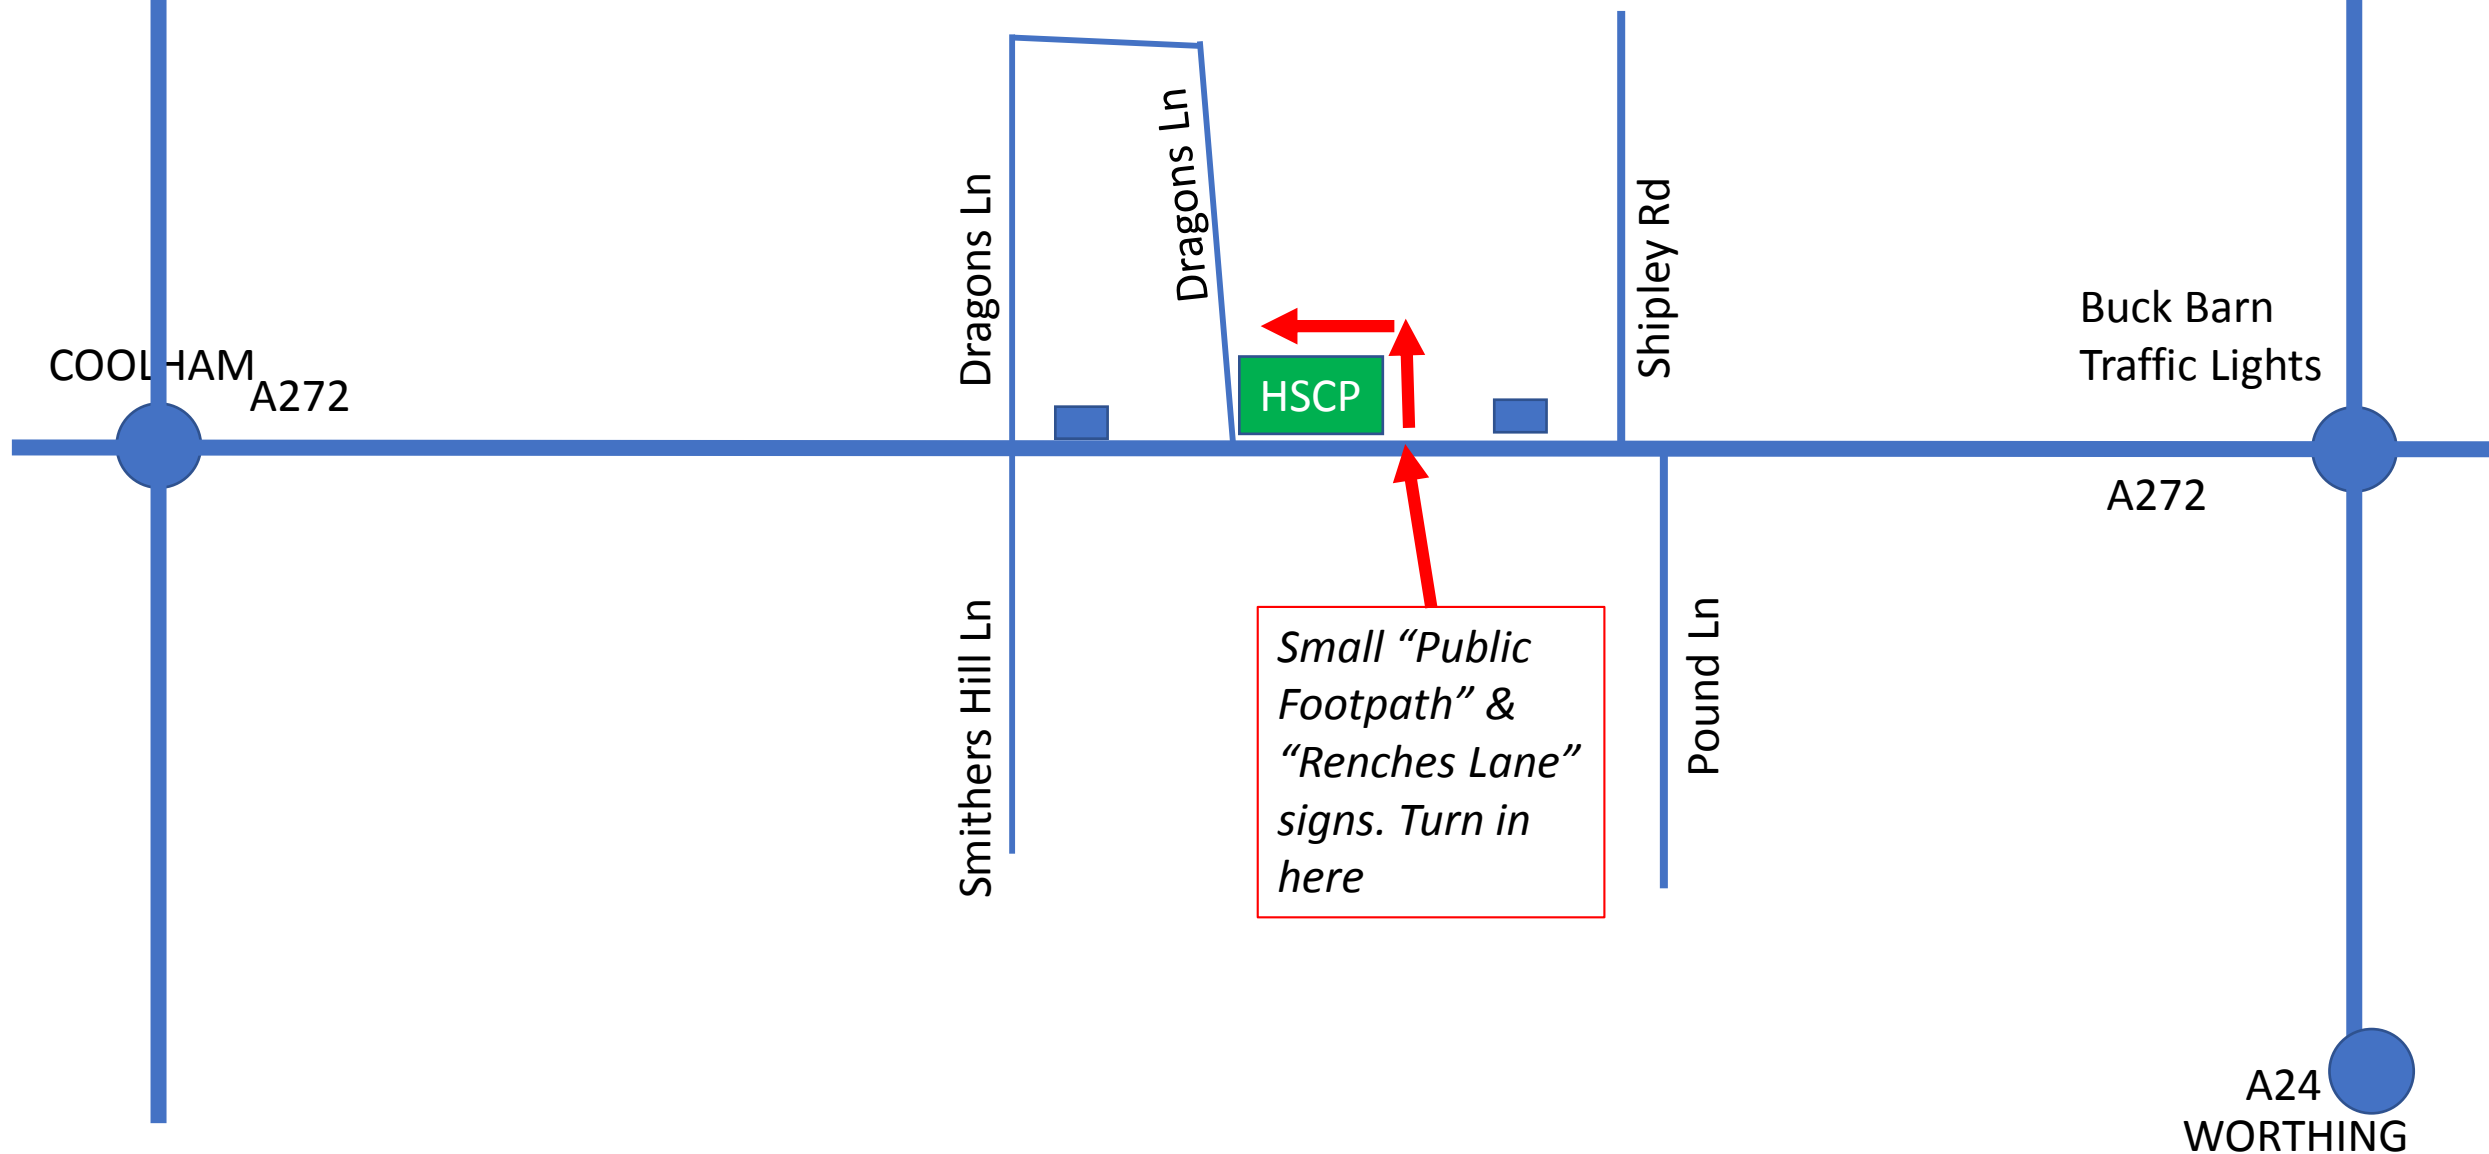 Dragons Ln
Dragons Ln
Shipley Rd
Buck Barn
Traffic Lights
COOLHAM
A272
HSCP
A272
Smithers Hill Ln
Small “Public
Footpath” &
“Renches Lane”
signs. Turn in
here
Pound Ln
A24
WORTHING